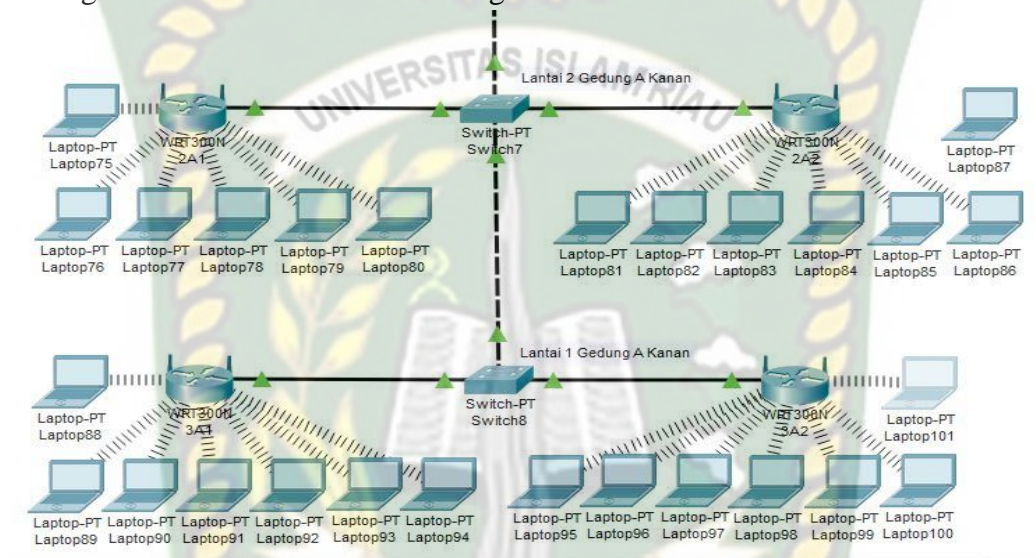 UNIVERSITAS ISLAM RIAU
Lantai 2 Gedung A Kanan
Laptop-PT
Laptop75
WRT300N
2A1
Switch-PT
Switch7
WRT300N
2A2
Laptop-PT
Laptop87
Laptop-PT
Laptop76
Laptop-PT
Laptop77
Laptop-PT
Laptop78
Laptop-PT
Laptop79
Laptop-PT
Laptop80
Laptop-PT
Laptop81
Laptop-PT
Laptop82
Laptop-PT
Laptop83
Laptop-PT
Laptop84
Laptop-PT
Laptop85
Laptop-PT
Laptop86
Lantai 1 Gedung A Kanan
Laptop-PT
Laptop88
WRT300N
3A1
Switch-PT
Switch8
WRT300N
3A2
Laptop-PT
Laptop101
Laptop-PT
Laptop89
Laptop-PT
Laptop90
Laptop-PT
Laptop91
Laptop-PT
Laptop92
Laptop-PT
Laptop93
Laptop-PT
Laptop94
Laptop-PT
Laptop95
Laptop-PT
Laptop96
Laptop-PT
Laptop97
Laptop-PT
Laptop98
Laptop-PT
Laptop99
Laptop-PT
Laptop100